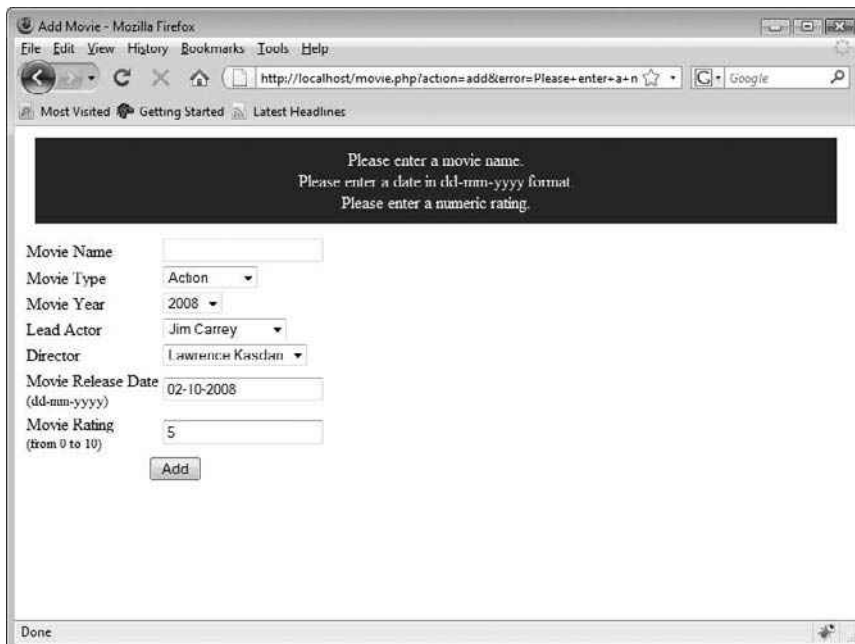 Add Movie - Mozilla Firefox
File Edit View History Bookmarks Tools Help
http://localhost/movie.php?action=add&error=Please+enter+a+n
Google
Most Visited Getting Started Latest Headlines
Please enter a movie name.
Please enter a date in dd-mm-yyyy format.
Please enter a numeric rating.
Movie Name
Movie Type Action
Movie Year 2008
Lead Actor Jim Carrey
Director Lawrence Kasdan
Movie Release Date 02-10-2008
(dd-mm-yyyy)
Movie Rating 5
(from 0 to 10)
Add
Done